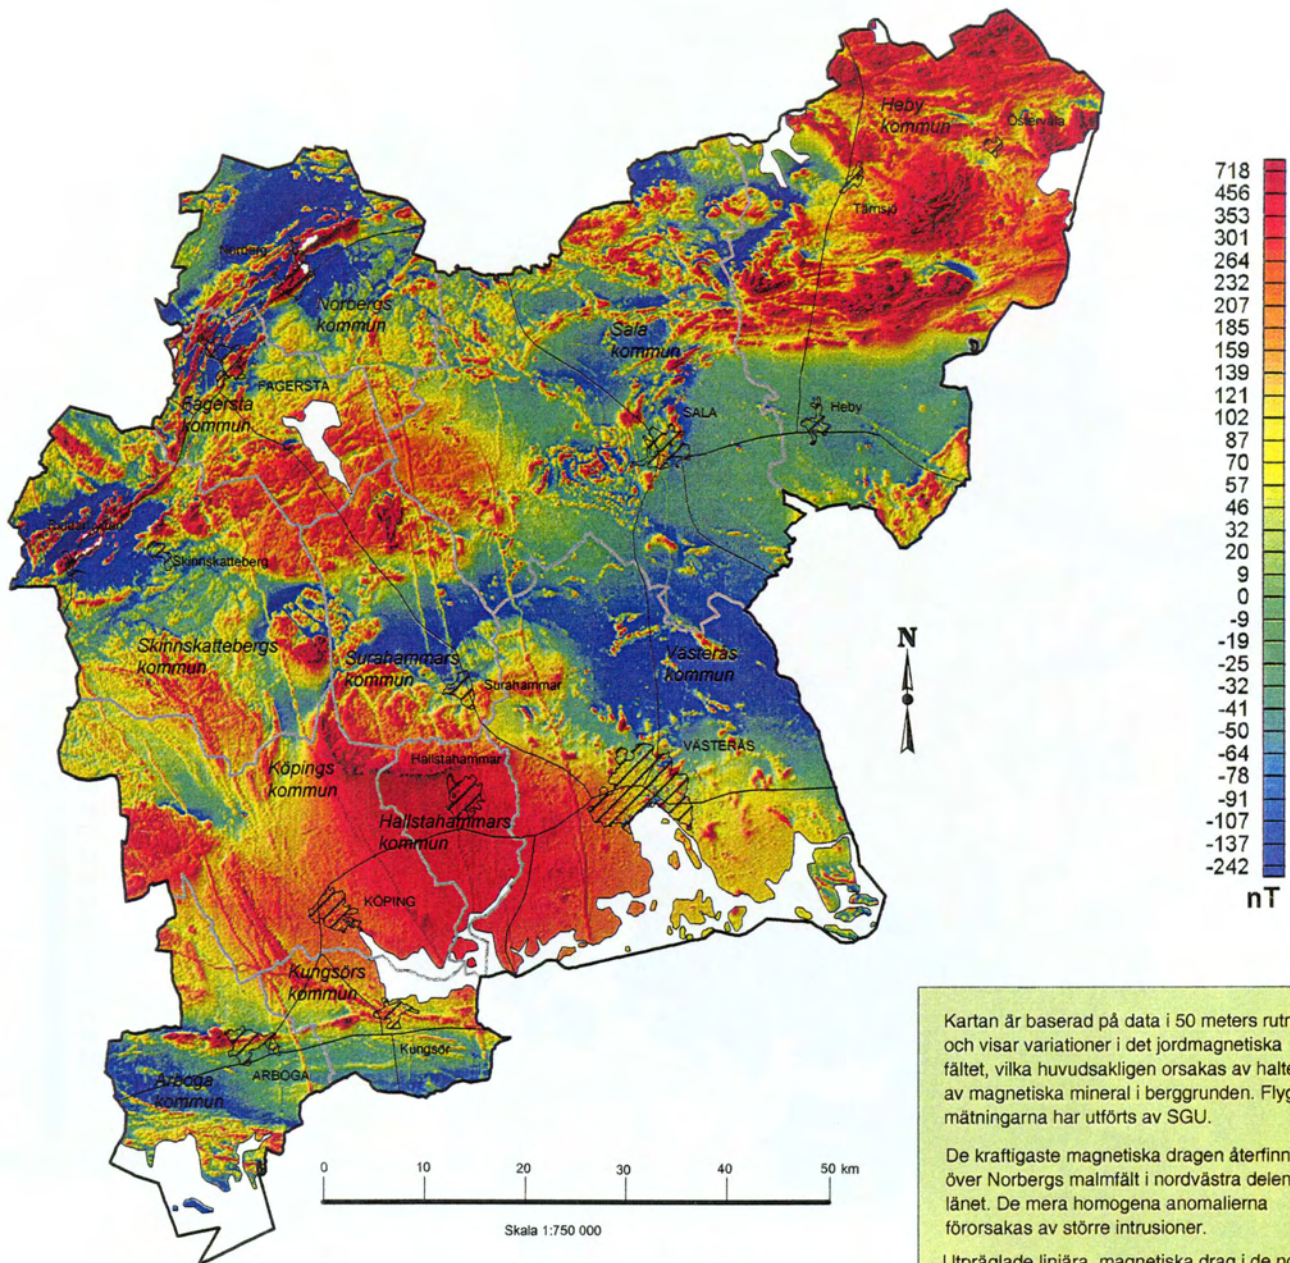 Heby
kommun
Östervåla
Tärnsjö
Norberg
Norbergs
kommun
Sala
kommun
FAGERSTA
Fagersta
kommun
SALA
Heby
Riddarhyttan
Skinnskatteberg
Skinnskattebergs
kommun
Surahammars
kommun
Surahammar
Västerås
kommun
VÄSTERÅS
Köpings
kommun
Hallstahammar
Hallstahammars
kommun
KÖPING
Kungsörs
kommun
Kungsör
ARBOGA
Arboga
kommun
N
718
456
353
301
264
232
207
185
159
139
121
102
87
70
57
46
32
20
9
0
-9
-19
-25
-32
-41
-50
-64
-78
-91
-107
-137
-242
nT
0 10 20 30 40 50 km
Skala 1:750 000
Kartan är baserad på data i 50 meters
och visar variationer i det jordmagnetiska
fältet, vilka huvudsakligen orsakas av
av magnetiska mineral i berggrunden.
mätningarna har utförts av SGU.
De kraftigaste magnetiska dragen
över Norbergs malmfält i nordvästra
länet. De mera homogena anomalierna
förorsakas av större intrusioner.
Utpräglade linjära, magnetiska drag i de